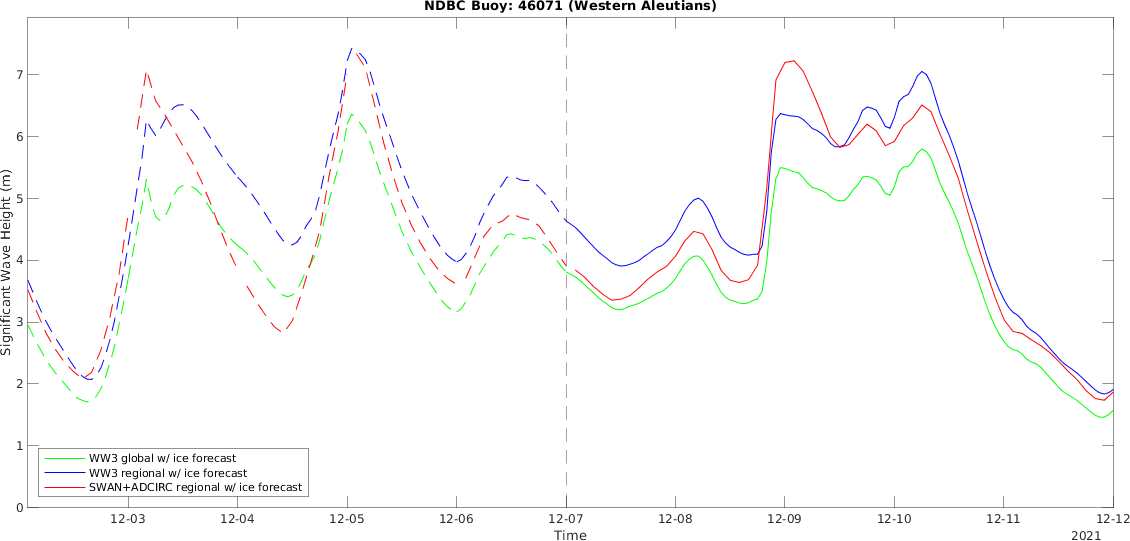 NDBC Buoy: 46071 (Western Aleutians)
7
6
5
4
3
2
1
0
Significant Wave Height (m)
WW3 global w/ ice forecast
WW3 regional w/ ice forecast
SWAN+ADCIRC regional w/ ice forecast
12-03 12-04 12-05 12-06 12-07 12-08 12-09 12-10 12-11 12-12
Time
2021